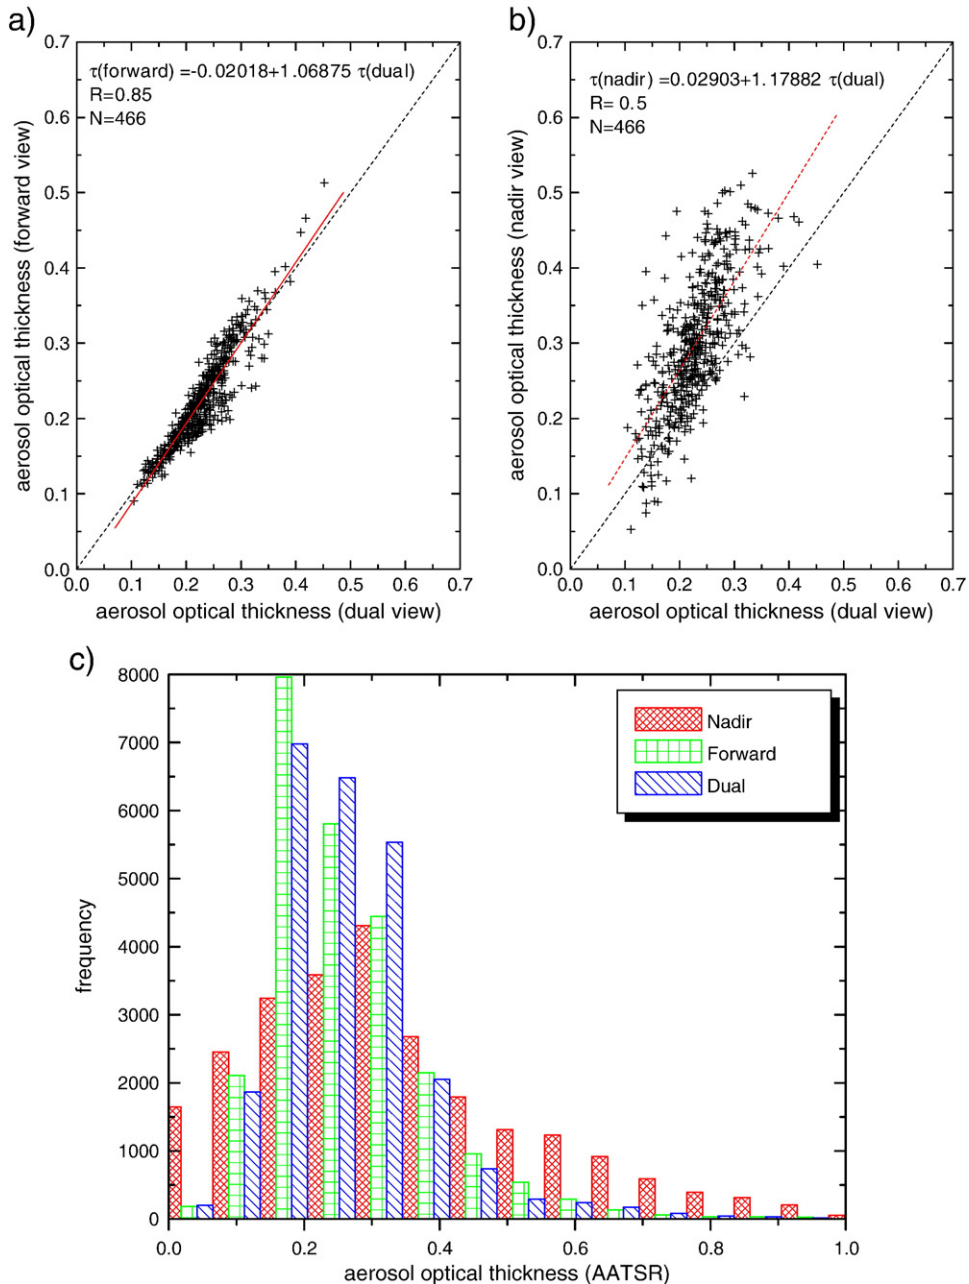 a)
τ(forward) =-0.02018+1.06875 τ(dual)
R=0.85
N=466
0.7
0.6
0.5
0.4
0.3
0.2
0.1
0.0
aerosol optical thickness (forward view)
0.0 0.1 0.2 0.3 0.4 0.5 0.6 0.7
aerosol optical thickness (dual view)
b)
τ(nadir) =0.02903+1.17882 τ(dual)
R= 0.5
N=466
0.7
0.6
0.5
0.4
0.3
0.2
0.1
0.0
aerosol optical thickness (nadir view)
0.0 0.1 0.2 0.3 0.4 0.5 0.6 0.7
aerosol optical thickness (dual view)
c)
8000
7000
6000
5000
4000
3000
2000
1000
0
frequency
Nadir
Forward
Dual
0.0 0.2 0.4 0.6 0.8 1.0
aerosol optical thickness (AATSR)